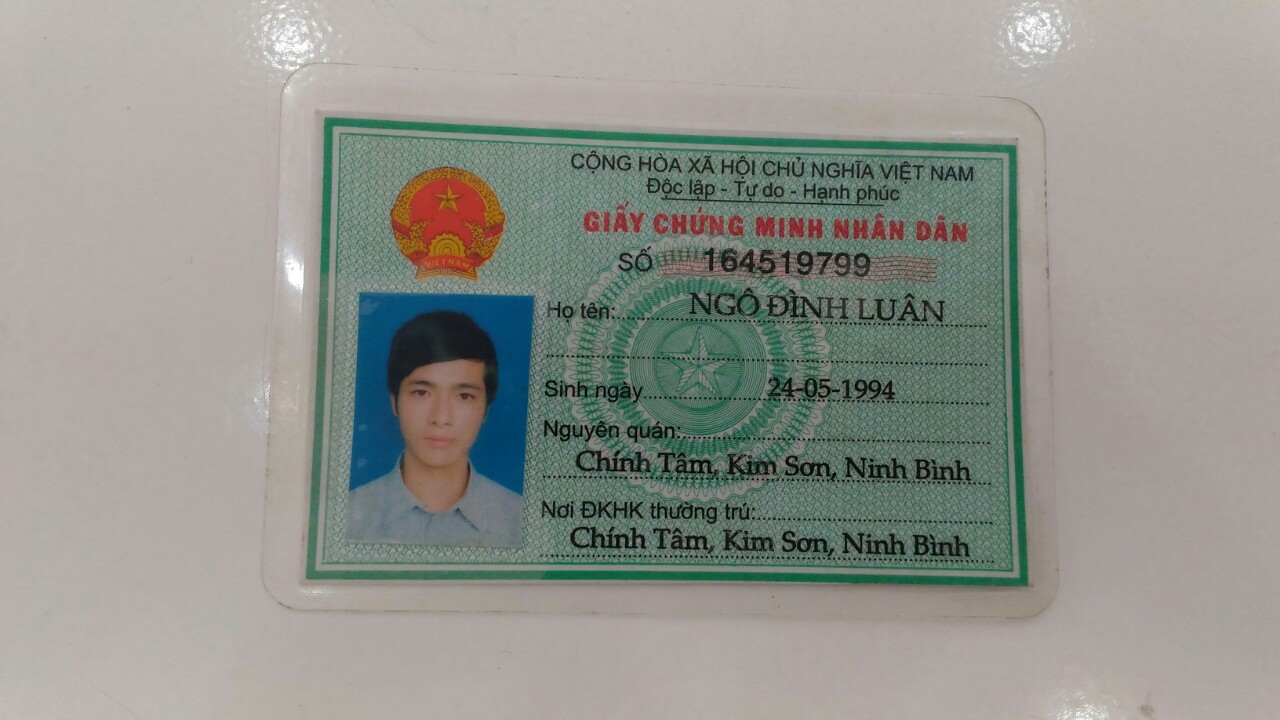 CỘNG HÒA XÃ HỘI CHỦ NGHĨA VIỆT NAM
Độc lập - Tự do - Hạnh phúc
GIẤY CHỨNG MINH NHÂN DÂN
SỐ 164519799
VIET NAM
Họ tên: NGÔ ĐÌNH LUÂN
Sinh ngày 24-05-1994
Nguyên quán:
Chính Tâm, Kim Sơn, Ninh Bình
Nơi ĐKHK thường trú:
Chính Tâm, Kim Sơn, Ninh Bình